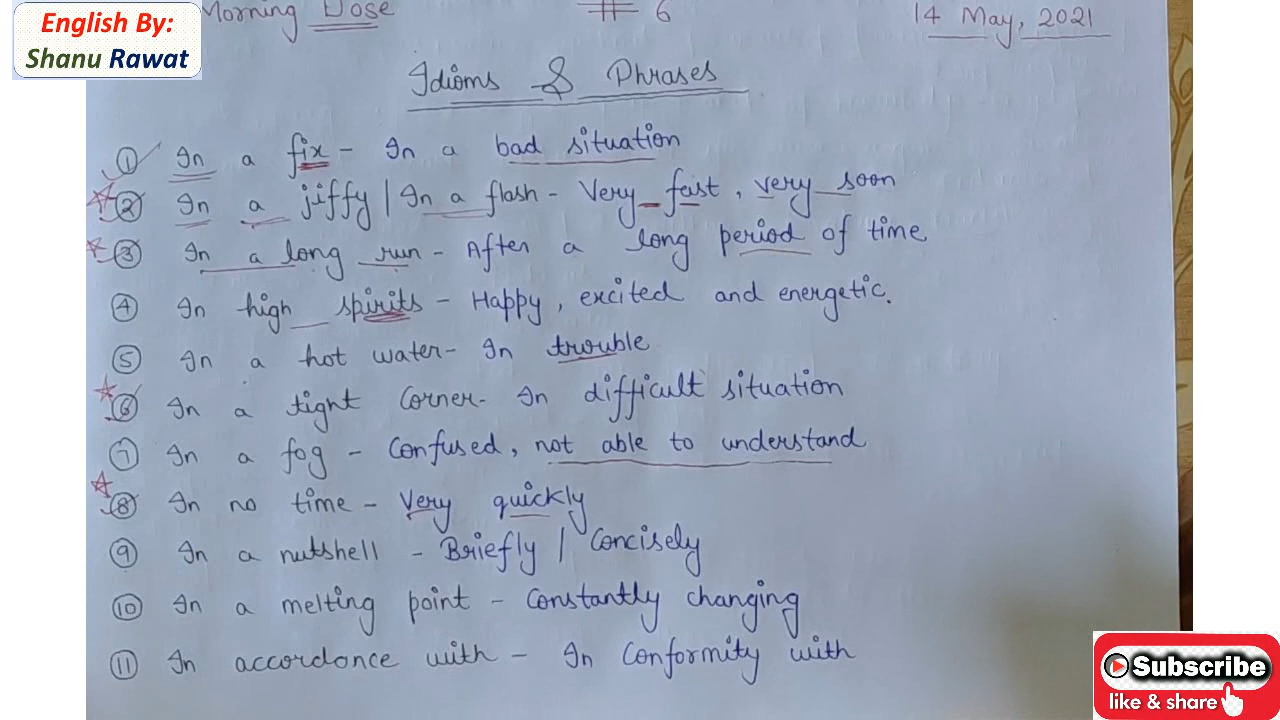 English By:
Shanu Rawat
Morning Dose # 6 14 May, 2021
Idioms & Phrases
1 In a fix - In a bad situation
2 In a jiffy | In a flash - Very fast, very soon
3 In a long run - After a long period of time
4 In high spirits - Happy, excited and energetic.
5 In a hot water - In trouble
6 In a tight corner - In difficult situation
7 In a fog - Confused, not able to understand
8 In no time - Very quickly
9 In a nutshell - Briefly | Concisely
10 In a melting point - Constantly changing
11 In accordance with - In Conformity with
Subscribe
like & share